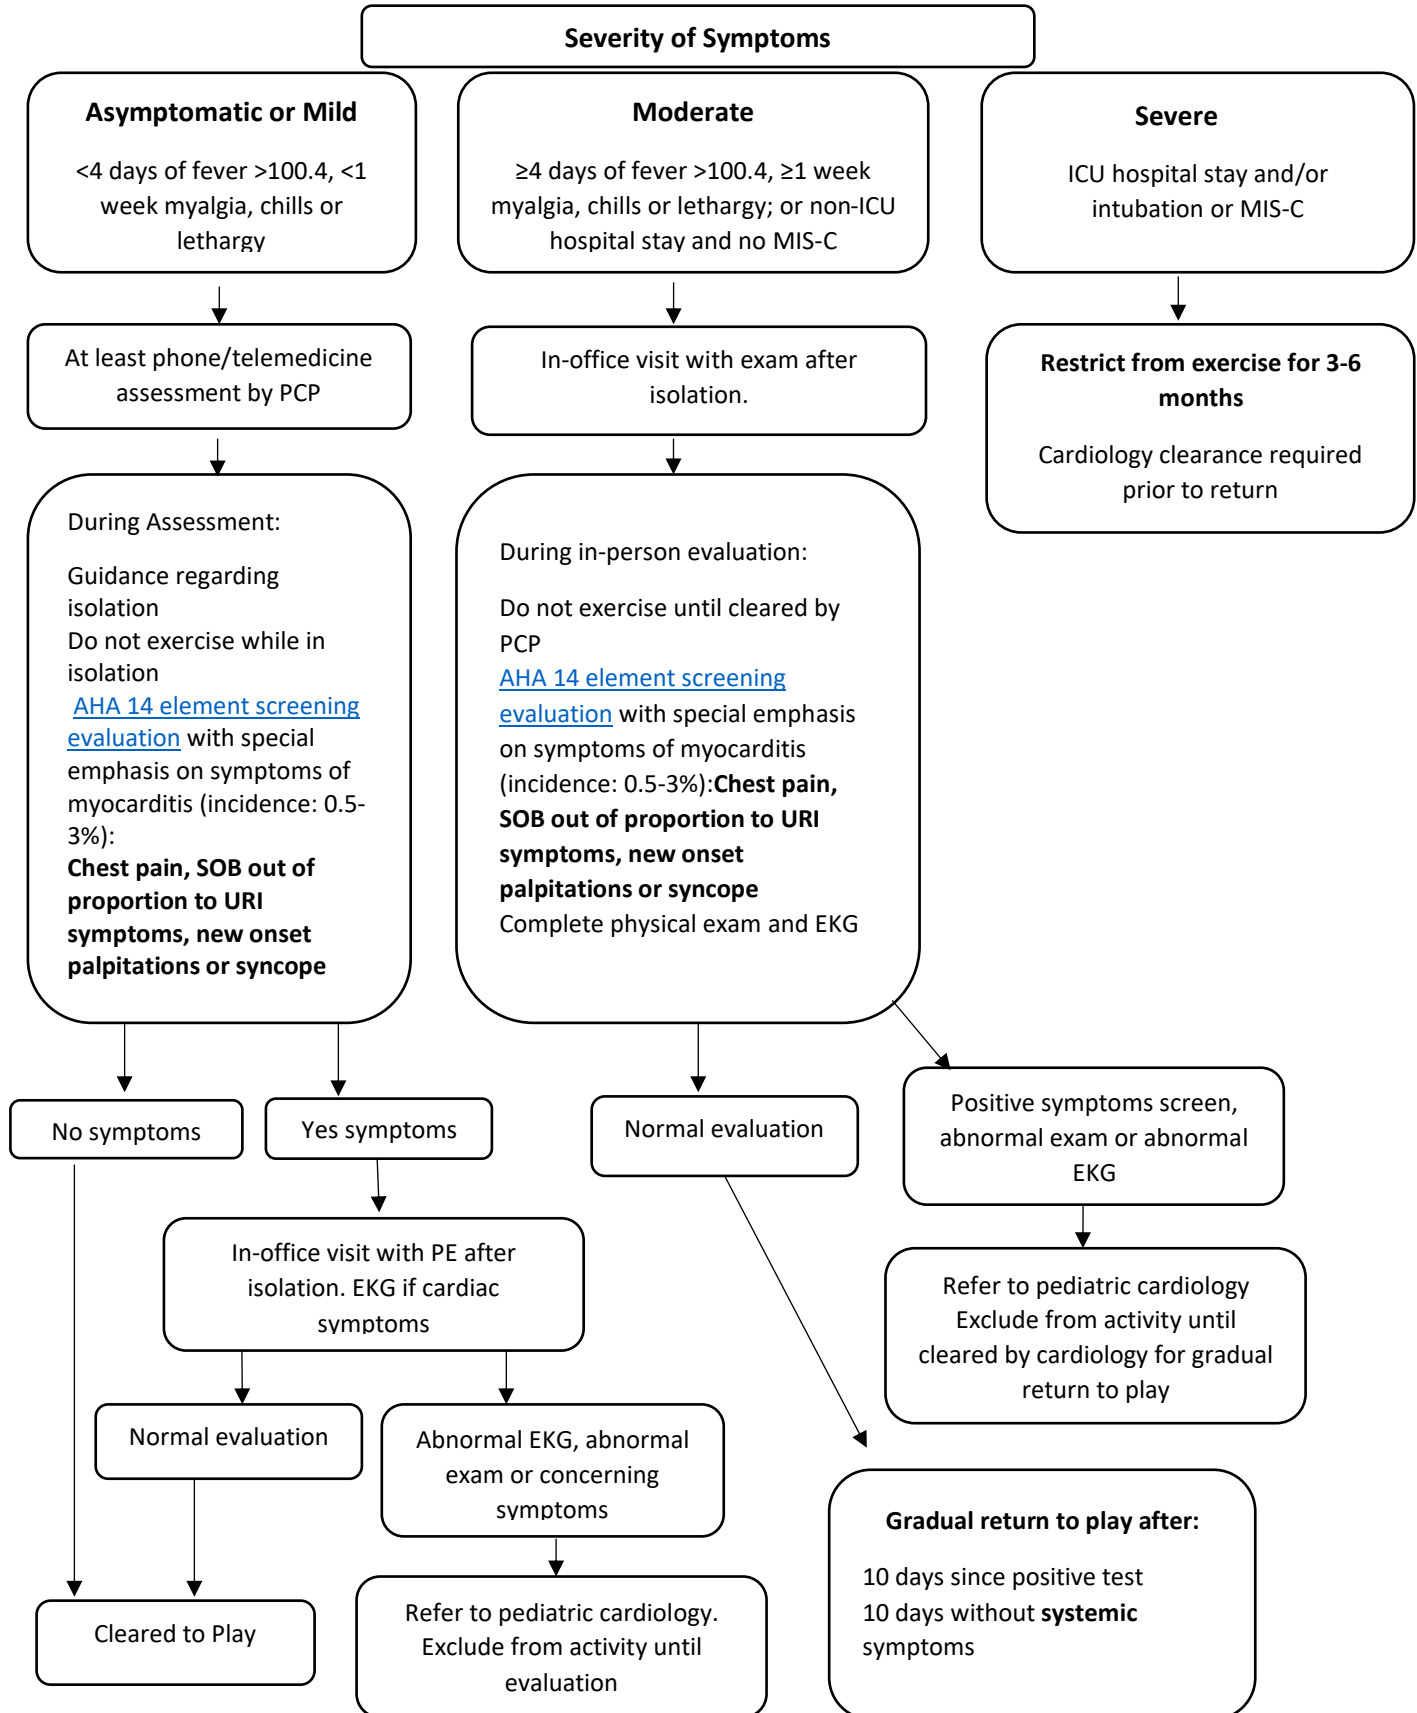 Severity of Symptoms
Asymptomatic or Mild
<4 days of fever >100.4, <1
week myalgia, chills or
lethargy
Moderate
≥4 days of fever >100.4, ≥1 week
myalgia, chills or lethargy; or non-ICU
hospital stay and no MIS-C
Severe
ICU hospital stay and/or
intubation or MIS-C
At least phone/telemedicine
assessment by PCP
In-office visit with exam after
isolation.
Restrict from exercise for 3-6
months
Cardiology clearance required
prior to return
During Assessment:
Guidance regarding
isolation
Do not exercise while in
isolation
AHA 14 element screening
evaluation with special
emphasis on symptoms of
myocarditis (incidence: 0.5-
3%):
Chest pain, SOB out of
proportion to URI
symptoms, new onset
palpitations or syncope
During in-person evaluation:
Do not exercise until cleared by
PCP
AHA 14 element screening
evaluation with special emphasis
on symptoms of myocarditis
(incidence: 0.5-3%):Chest pain,
SOB out of proportion to URI
symptoms, new onset
palpitations or syncope
Complete physical exam and EKG
No symptoms
Yes symptoms
Normal evaluation
Positive symptoms screen,
abnormal exam or abnormal
EKG
In-office visit with PE after
isolation. EKG if cardiac
symptoms
Refer to pediatric cardiology
Exclude from activity until
cleared by cardiology for gradual
return to play
Normal evaluation
Abnormal EKG, abnormal
exam or concerning
symptoms
Gradual return to play after:
10 days since positive test
10 days without systemic
symptoms
Cleared to Play
Refer to pediatric cardiology.
Exclude from activity until
evaluation